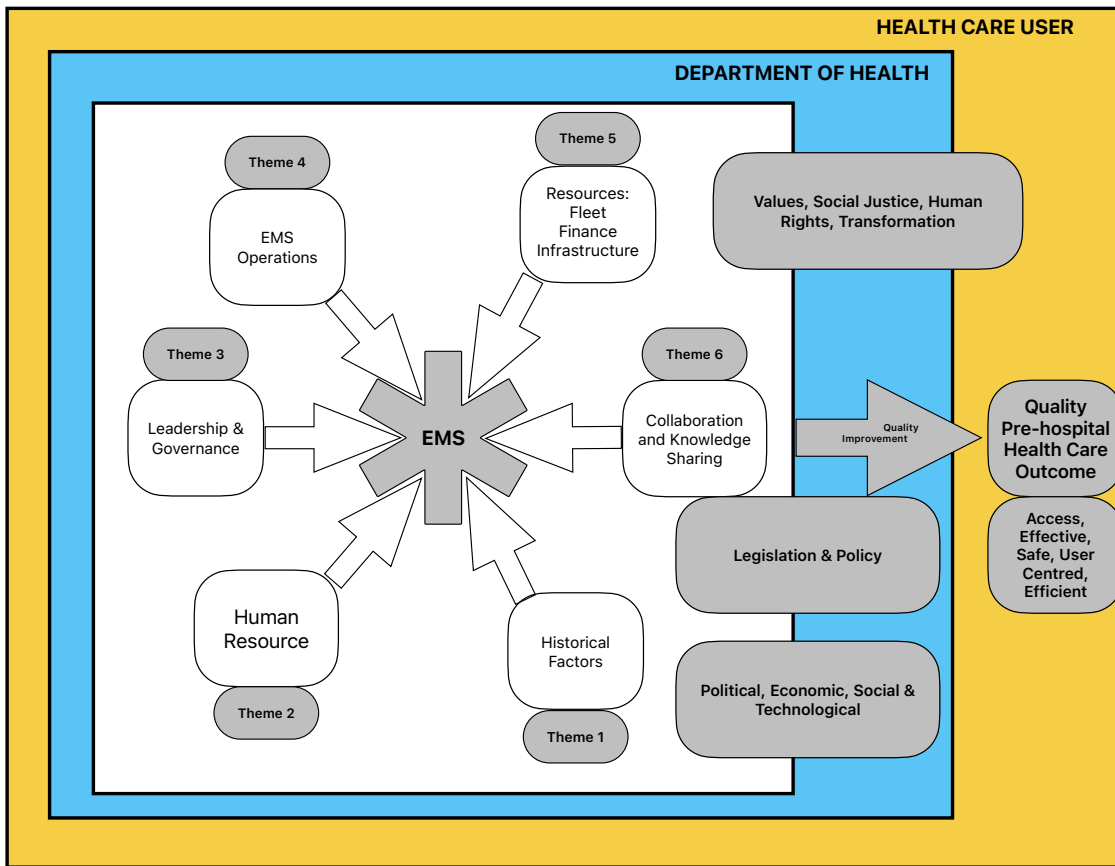 HEALTH CARE USER
DEPARTMENT OF HEALTH
Theme 4
EMS
Operations
Theme 5
Resources:
Fleet
Finance
Infrastructure
Values, Social Justice, Human
Rights, Transformation
Theme 3
Leadership &
Governance
EMS
Theme 6
Collaboration
and Knowledge
Sharing
Quality
Improvement
Quality
Pre-hospital
Health Care
Outcome
Access,
Effective,
Safe, User
Centred,
Efficient
Legislation & Policy
Human
Resource
Theme 2
Historical
Factors
Theme 1
Political, Economic, Social &
Technological